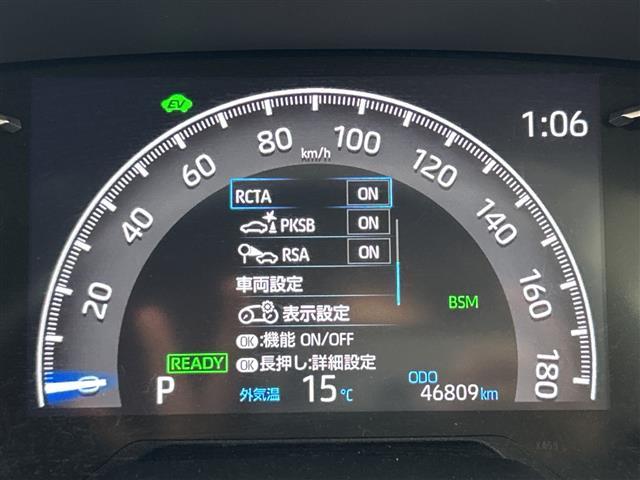 EV
1:06
0 20 40 60 80 100 120 140 160 180
km/h
RCTA ON
PKSB ON
RSA ON
車両設定
表示設定
BSM
OK:機能 ON/OFF
OK長押し:詳細設定
READY
P
外気温 15℃
ODO 46809km